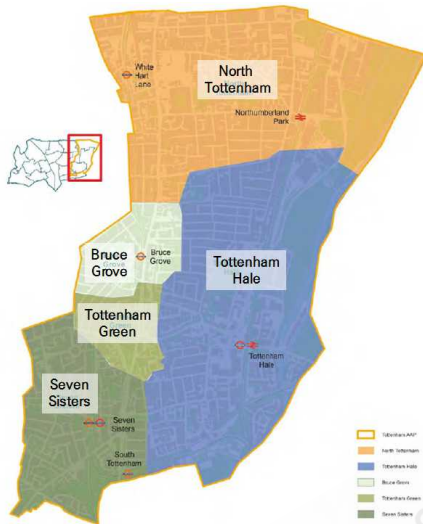 White
Hart
Lane
North
Tottenham
Northumberland
Park
Bruce
Grove
Bruce
Grove
Tottenham
Hale
Tottenham
Green
Tottenham
Hale
Seven
Sisters
Seven
Sisters
South
Tottenham
Tottenham AAP
North Tottenham
Tottenham Hale
Bruce Grove
Tottenham Green
Seven Sisters